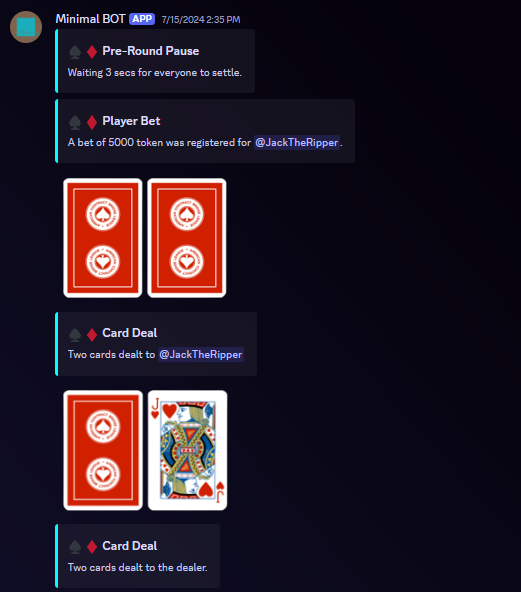 Minimal BOT APP 7/15/2024 2:35 PM
Pre-Round Pause
Waiting 3 secs for everyone to settle.
Player Bet
A bet of 5000 token was registered for @JackTheRipper.
Card Deal
Two cards dealt to @JackTheRipper
J
J
Card Deal
Two cards dealt to the dealer.